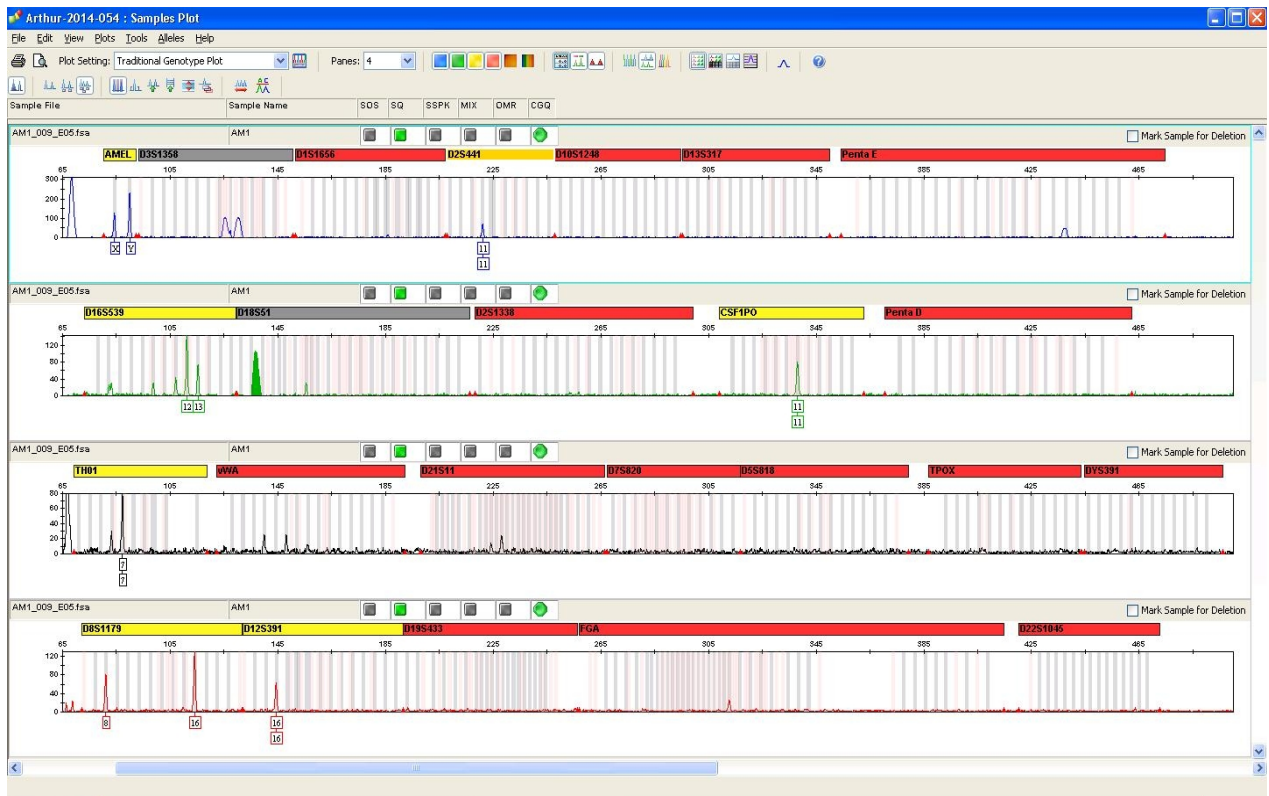 Arthur-2014-054 : Samples Plot
File Edit View Plots Tools Alleles Help
Plot Setting: Traditional Genotype Plot Panes: 4
Sample File Sample Name SOS SQ SSPK MIX OMR CGQ
AM1_009_E05.fsa AM1 Mark Sample for Deletion
AMEL D3S1358 D1S1656 D2S441 D10S1248 D13S317 Penta E
65 105 145 185 225 265 305 345 385 425 465
300
200
100
0
X Y 11
11
AM1_009_E05.fsa AM1 Mark Sample for Deletion
D16S539 D18S51 D2S1338 CSF1PO Penta D
65 105 145 185 225 265 305 345 385 425 465
120
80
40
0
12 13 11
11
AM1_009_E05.fsa AM1 Mark Sample for Deletion
TH01 vWA D21S11 D7S820 D5S818 TPOX DYS391
65 105 145 185 225 265 305 345 385 425 465
80
60
40
20
0
7
7
AM1_009_E05.fsa AM1 Mark Sample for Deletion
D8S1179 D12S391 D19S433 FGA D22S1045
65 105 145 185 225 265 305 345 385 425 465
120
80
40
0
8 16 16
16